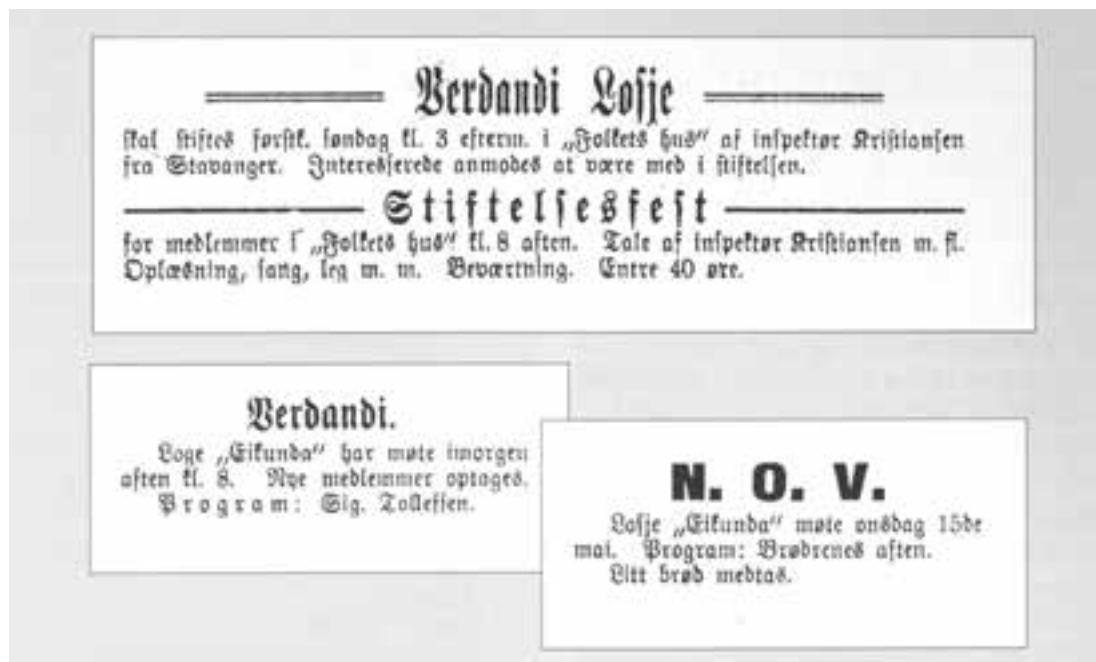 Verdandi Losje
skal stiftes førstk. søndag kl. 3 efterm. i „Folkets hus“ af inspektør Kristiansen
fra Stavanger. Interesserede anmodes at være med i stiftelsen.
Stiftelsesfest
for medlemmer i „Folkets hus“ kl. 8 aften. Tale af inspektør Kristiansen m. fl.
Oplæsning, sang, leg m. m. Beværtning. Entre 40 øre.
Verdandi.
Loge „Eikunda“ har møte imorgen
aften kl. 8. Nye medlemmer optages.
Program: Sig. Tollefsen.
N. O. V.
Losje „Eikunda“ møte onsdag 15de
mai. Program: Brødrenes aften.
Litt brød medtas.